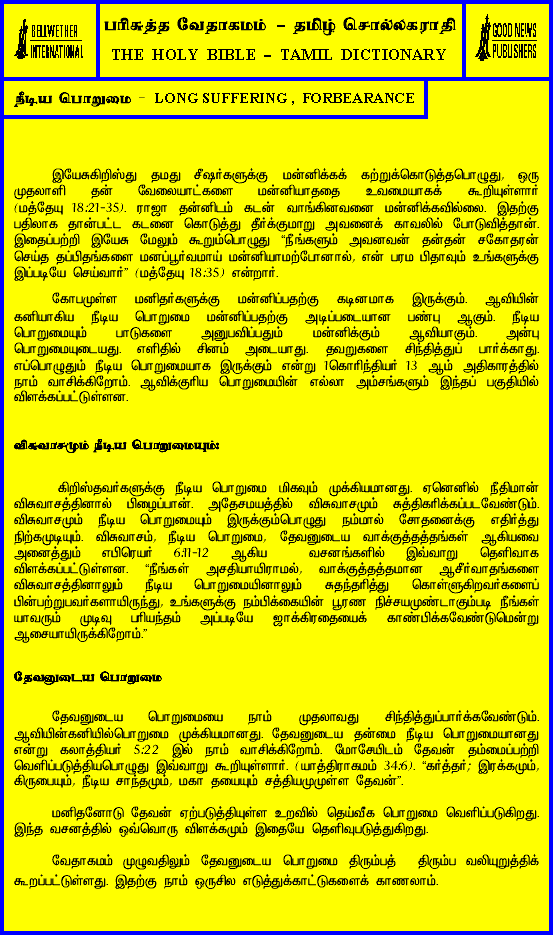 BELLWETHER
INTERNATIONAL
பரிசுத்த வேதாகமம் – தமிழ் சொல்லகராதி
THE HOLY BIBLE – TAMIL DICTIONARY
GOOD NEWS
PUBLISHERS
நீடிய பொறுமை – LONG SUFFERING , FORBEARANCE
இயேசுகிறிஸ்து தமது சீஷர்களுக்கு மன்னிக்கக் கற்றுக்கொடுத்தபொழுது, ஒரு
முதலாளி தன் வேலையாட்களை மன்னியாததை உவமையாகக் கூறியுள்ளார்
(மத்தேயு 18:21-35). ராஜா தன்னிடம் கடன் வாங்கினவனை மன்னிக்கவில்லை. இதற்கு
பதிலாக தான்பட்ட கடனை கொடுத்து தீர்க்குமாறு அவனைக் காவலில் போடுவித்தான்.
இதைப்பற்றி இயேசு மேலும் கூறும்பொழுது “நீங்களும் அவனவன் தன்தன் சகோதரன்
செய்த தப்பிதங்களை மனப்பூர்வமாய் மன்னியாமற்போனால், என் பரம பிதாவும் உங்களுக்கு
இப்படியே செய்வார்” (மத்தேயு 18:35) என்றார்.
கோபமுள்ள மனிதர்களுக்கு மன்னிப்பதற்கு கடினமாக இருக்கும். ஆவியின்
கனியாகிய நீடிய பொறுமை மன்னிப்பதற்கு அடிப்படையான பண்பு ஆகும். நீடிய
பொறுமையும் பாடுகளை அனுபவிப்பதும் மன்னிக்கும் ஆவியாகும். அன்பு
பொறுமையுடையது. எளிதில் சினம் அடையாது. தவறுகளை சிந்தித்துப் பார்க்காது.
எப்பொழுதும் நீடிய பொறுமையாக இருக்கும் என்று 1கொரிந்தியர் 13 ஆம் அதிகாரத்தில்
நாம் வாசிக்கிறோம். ஆவிக்குரிய பொறுமையின் எல்லா அம்சங்களும் இந்தப் பகுதியில்
விளக்கப்பட்டுள்ளன.
விசுவாசமும் நீடிய பொறுமையும்:
கிறிஸ்தவர்களுக்கு நீடிய பொறுமை மிகவும் முக்கியமானது. ஏனெனில் நீதிமான்
விசுவாசத்தினால் பிழைப்பான். அதேசமயத்தில் விசுவாசமும் சுத்திகரிக்கப்படவேண்டும்.
விசுவாசமும் நீடிய பொறுமையும் இருக்கும்பொழுது நம்மால் சோதனைக்கு எதிர்த்து
நிற்கமுடியும். விசுவாசம், நீடிய பொறுமை, தேவனுடைய வாக்குத்தத்தங்கள் ஆகியவை
அனைத்தும் எபிரெயர் 6:11-12 ஆகிய வசனங்களில் இவ்வாறு தெளிவாக
விளக்கப்பட்டுள்ளன. “நீங்கள் அசதியாயிராமல், வாக்குத்தத்தமான ஆசீர்வாதங்களை
விசுவாசத்தினாலும் நீடிய பொறுமையினாலும் சுதந்தரித்து கொள்ளுகிறவர்களைப்
பின்பற்றுபவர்களாயிருந்து, உங்களுக்கு நம்பிக்கையின் பூரண நிச்சயமுண்டாகும்படி நீங்கள்
யாவரும் முடிவு பரியந்தம் அப்படியே ஜாக்கிரதையைக் காண்பிக்கவேண்டுமென்று
ஆசையாயிருக்கிறோம்.”
தேவனுடைய பொறுமை
தேவனுடைய பொறுமையை நாம் முதலாவது சிந்தித்துப்பார்க்கவேண்டும்.
ஆவியின்கனியில்பொறுமை முக்கியமானது. தேவனுடைய தன்மை நீடிய பொறுமையானது
என்று கலாத்தியர் 5:22 இல் நாம் வாசிக்கிறோம். மோசேயிடம் தேவன் தம்மைப்பற்றி
வெளிப்படுத்தியபொழுது இவ்வாறு கூறியுள்ளார். (யாத்திராகமம் 34:6). “கர்த்தர்; இரக்கமும்,
கிருபையும், நீடிய சாந்தமும், மகா தயையும் சத்தியமுமுள்ள தேவன்”.
மனிதனோடு தேவன் ஏற்படுத்தியுள்ள உறவில் தெய்வீக பொறுமை வெளிப்படுகிறது.
இந்த வசனத்தில் ஒவ்வொரு விளக்கமும் இதையே தெளிவுபடுத்துகிறது.
வேதாகமம் முழுவதிலும் தேவனுடைய பொறுமை திரும்பத் திரும்ப வலியுறுத்திக்
கூறப்பட்டுள்ளது. இதற்கு நாம் ஒருசில எடுத்துக்காட்டுகளைக் காணலாம்.